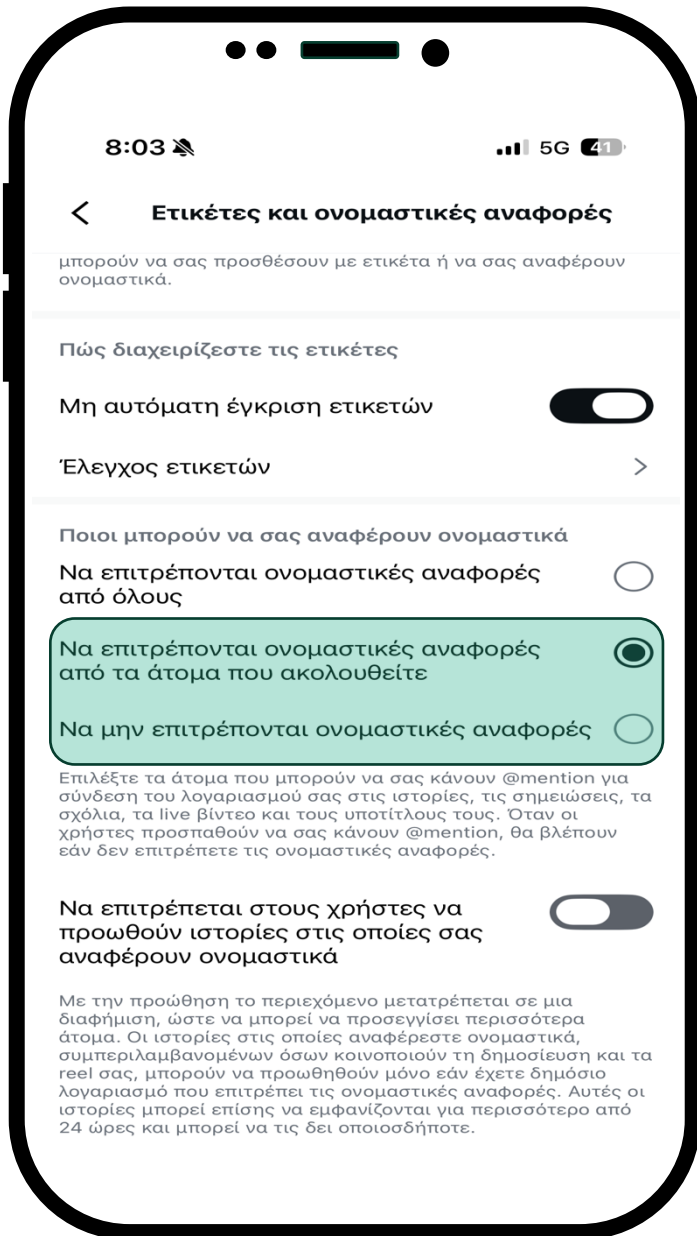 8:03
5G 41
Ετικέτες και ονομαστικές αναφορές
μπορούν να σας προσθέσουν με ετικέτα ή να σας αναφέρουν
ονομαστικά.
Πώς διαχειρίζεστε τις ετικέτες
Μη αυτόματη έγκριση ετικετών
Έλεγχος ετικετών
Ποιοι μπορούν να σας αναφέρουν ονομαστικά
Να επιτρέπονται ονομαστικές αναφορές
από όλους
Να επιτρέπονται ονομαστικές αναφορές
από τα άτομα που ακολουθείτε
Να μην επιτρέπονται ονομαστικές αναφορές
Επιλέξτε τα άτομα που μπορούν να σας κάνουν @mention για
σύνδεση του λογαριασμού σας στις ιστορίες, τις σημειώσεις, τα
σχόλια, τα live βίντεο και τους υποτίτλους τους. Όταν οι
χρήστες προσπαθούν να σας κάνουν @mention, θα βλέπουν
εάν δεν επιτρέπετε τις ονομαστικές αναφορές.
Να επιτρέπεται στους χρήστες να
προωθούν ιστορίες στις οποίες σας
αναφέρουν ονομαστικά
Με την προώθηση το περιεχόμενο μετατρέπεται σε μια
διαφήμιση, ώστε να μπορεί να προσεγγίσει περισσότερα
άτομα. Οι ιστορίες στις οποίες αναφέρεστε ονομαστικά,
συμπεριλαμβανομένων όσων κοινοποιούν τη δημοσίευση και τα
reel σας, μπορούν να προωθηθούν μόνο εάν έχετε δημόσιο
λογαριασμό που επιτρέπει τις ονομαστικές αναφορές. Αυτές οι
ιστορίες μπορεί επίσης να εμφανίζονται για περισσότερο από
24 ώρες και μπορεί να τις δει οποιοσδήποτε.